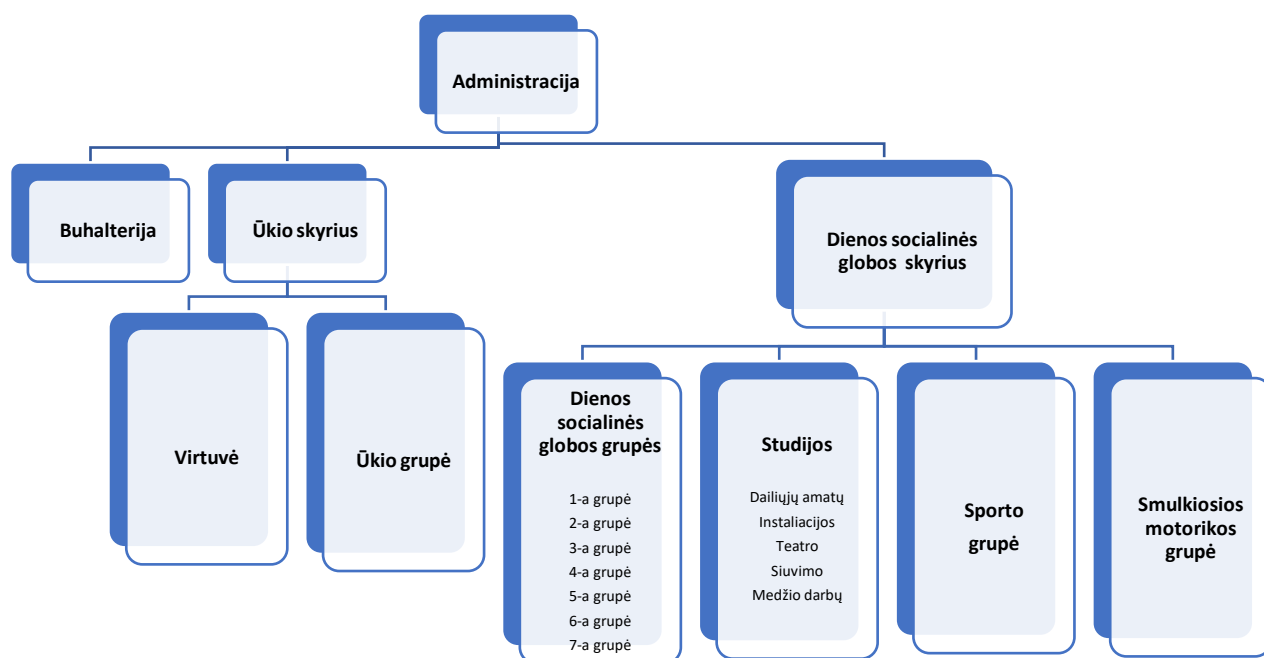 Administracija
Buhalterija
Ūkio skyrius
Dienos socialinės
globos skyrius
Virtuvė
Ūkio grupė
Dienos
socialinės
globos grupės
1-a grupė
2-a grupė
3-a grupė
4-a grupė
5-a grupė
6-a grupė
7-a grupė
Studijos
Dailiųjų amatų
Instaliacijos
Teatro
Siuvimo
Medžio darbų
Sporto
grupė
Smulkiosios
motorikos
grupė